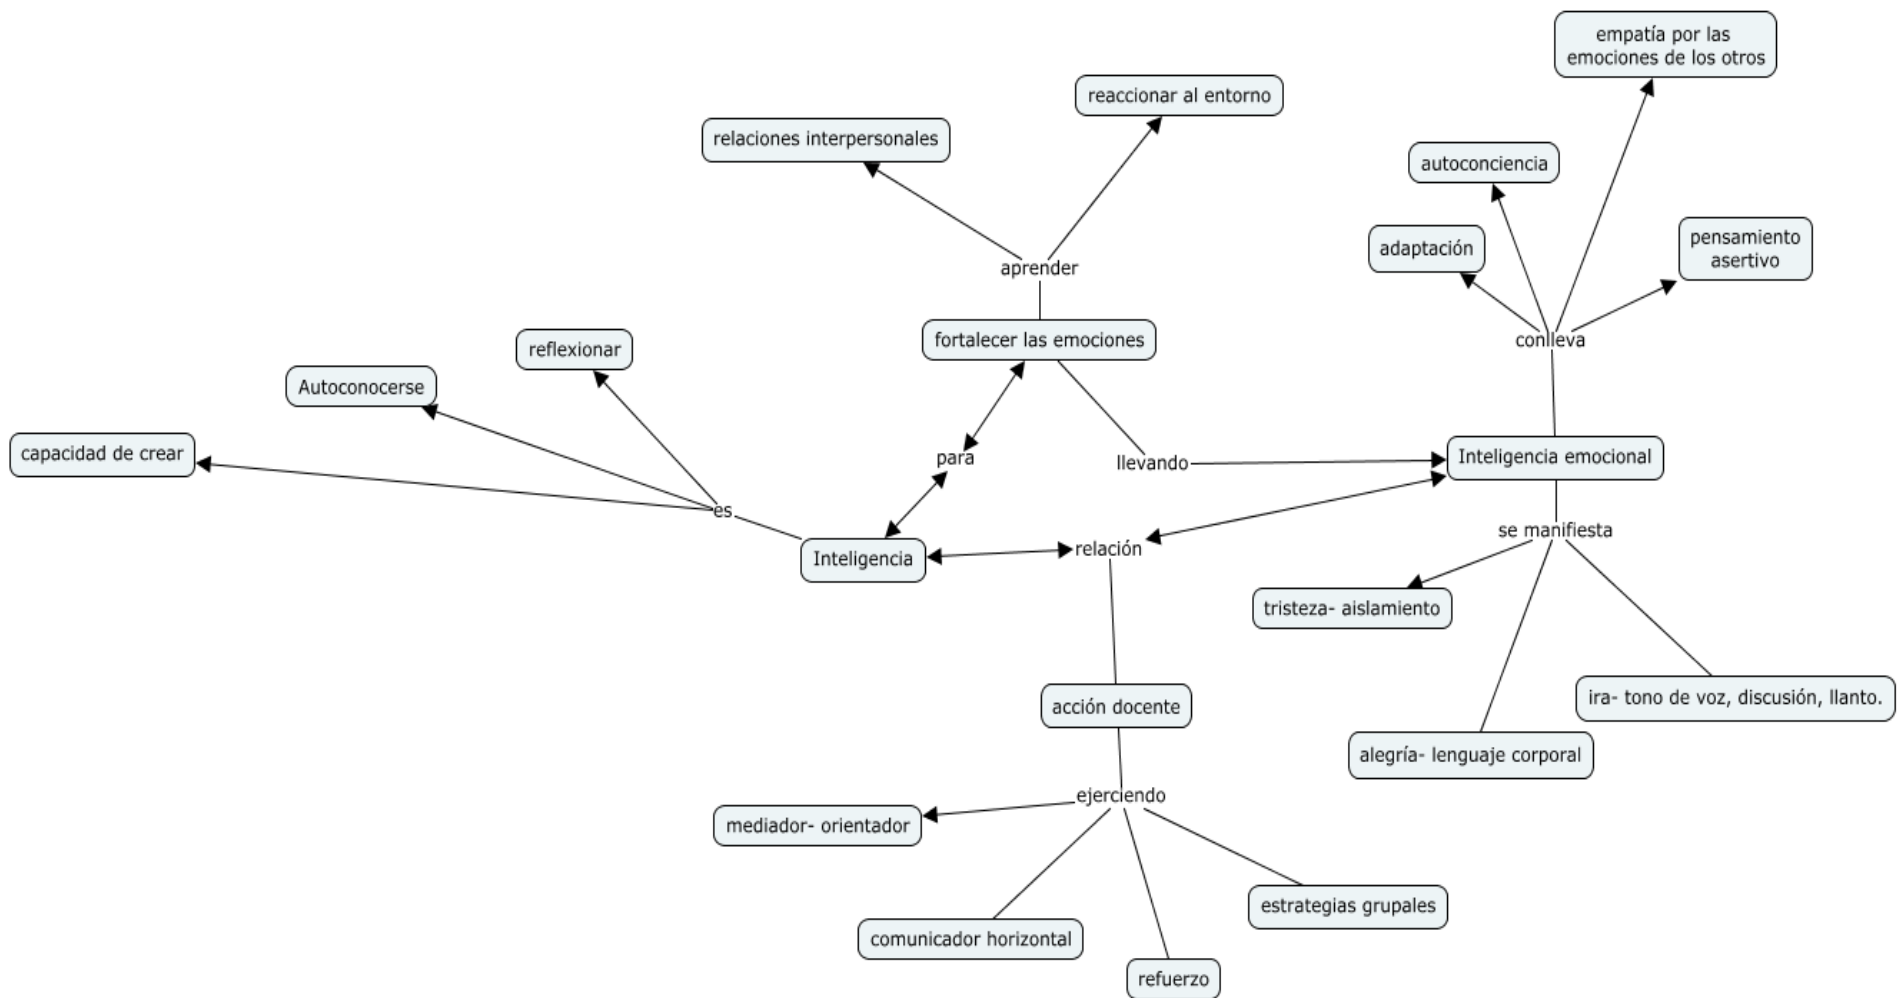 empatía por las
emociones de los otros
reaccionar al entorno
relaciones interpersonales
autoconciencia
adaptación
pensamiento
asertivo
aprender
fortalecer las emociones
conlleva
reflexionar
Autoconocerse
capacidad de crear
para
llevando
Inteligencia emocional
es
se manifiesta
Inteligencia
relación
tristeza- aislamiento
ira- tono de voz, discusión, llanto.
acción docente
alegría- lenguaje corporal
ejerciendo
mediador- orientador
estrategias grupales
comunicador horizontal
refuerzo